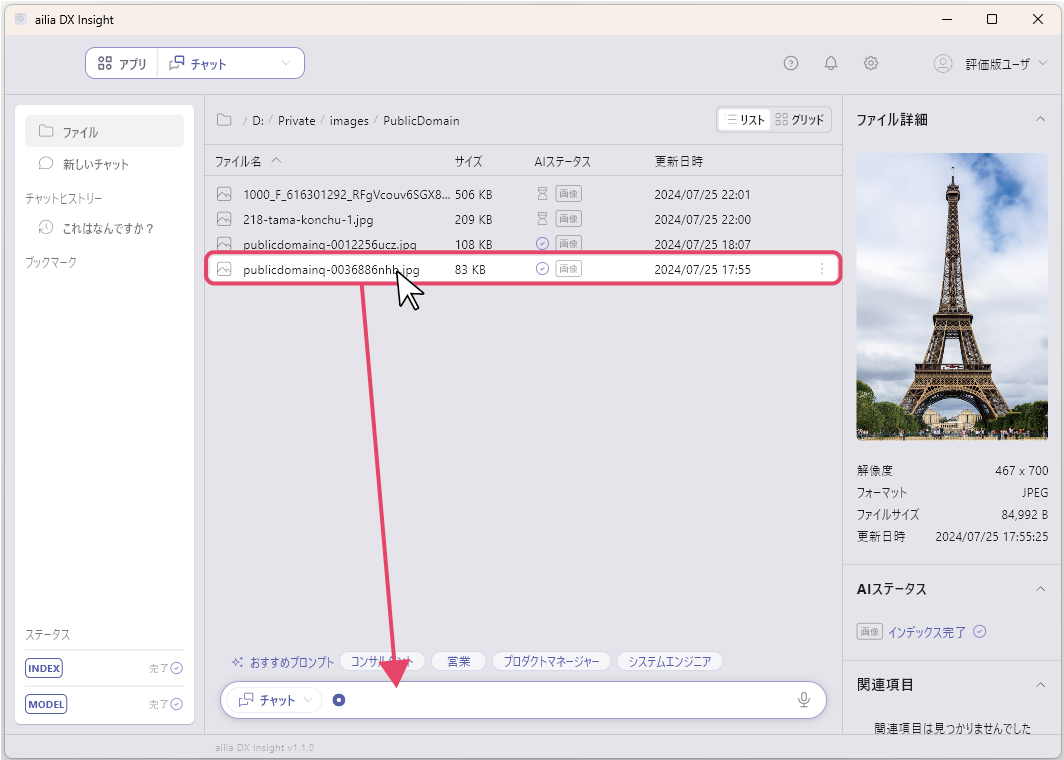 ailia DX Insight
アプリ
チャット
評価版ユーザ
ファイル
新しいチャット
チャットヒストリー
これはなんですか？
ブックマーク
ステータス
INDEX 完了
MODEL 完了
/ D: / Private / images / PublicDomain
リスト グリッド
ファイル名 サイズ AIステータス 更新日時
1000_F_616301292_RFgVcouv6SGX8... 506 KB 画像 2024/07/25 22:01
218-tama-konchu-1.jpg 209 KB 画像 2024/07/25 22:00
publicdomainq-0012256ucz.jpg 108 KB 画像 2024/07/25 18:07
publicdomainq-0036886nhb.jpg 83 KB 画像 2024/07/25 17:55
おすすめプロンプト コンサルタント 営業 プロダクトマネージャー システムエンジニア
チャット
ファイル詳細
解像度 467 x 700
フォーマット JPEG
ファイルサイズ 84,992 B
更新日時 2024/07/25 17:55:25
AIステータス
画像 インデックス完了
関連項目
関連項目は見つかりませんでした
ailia DX Insight v1.1.0